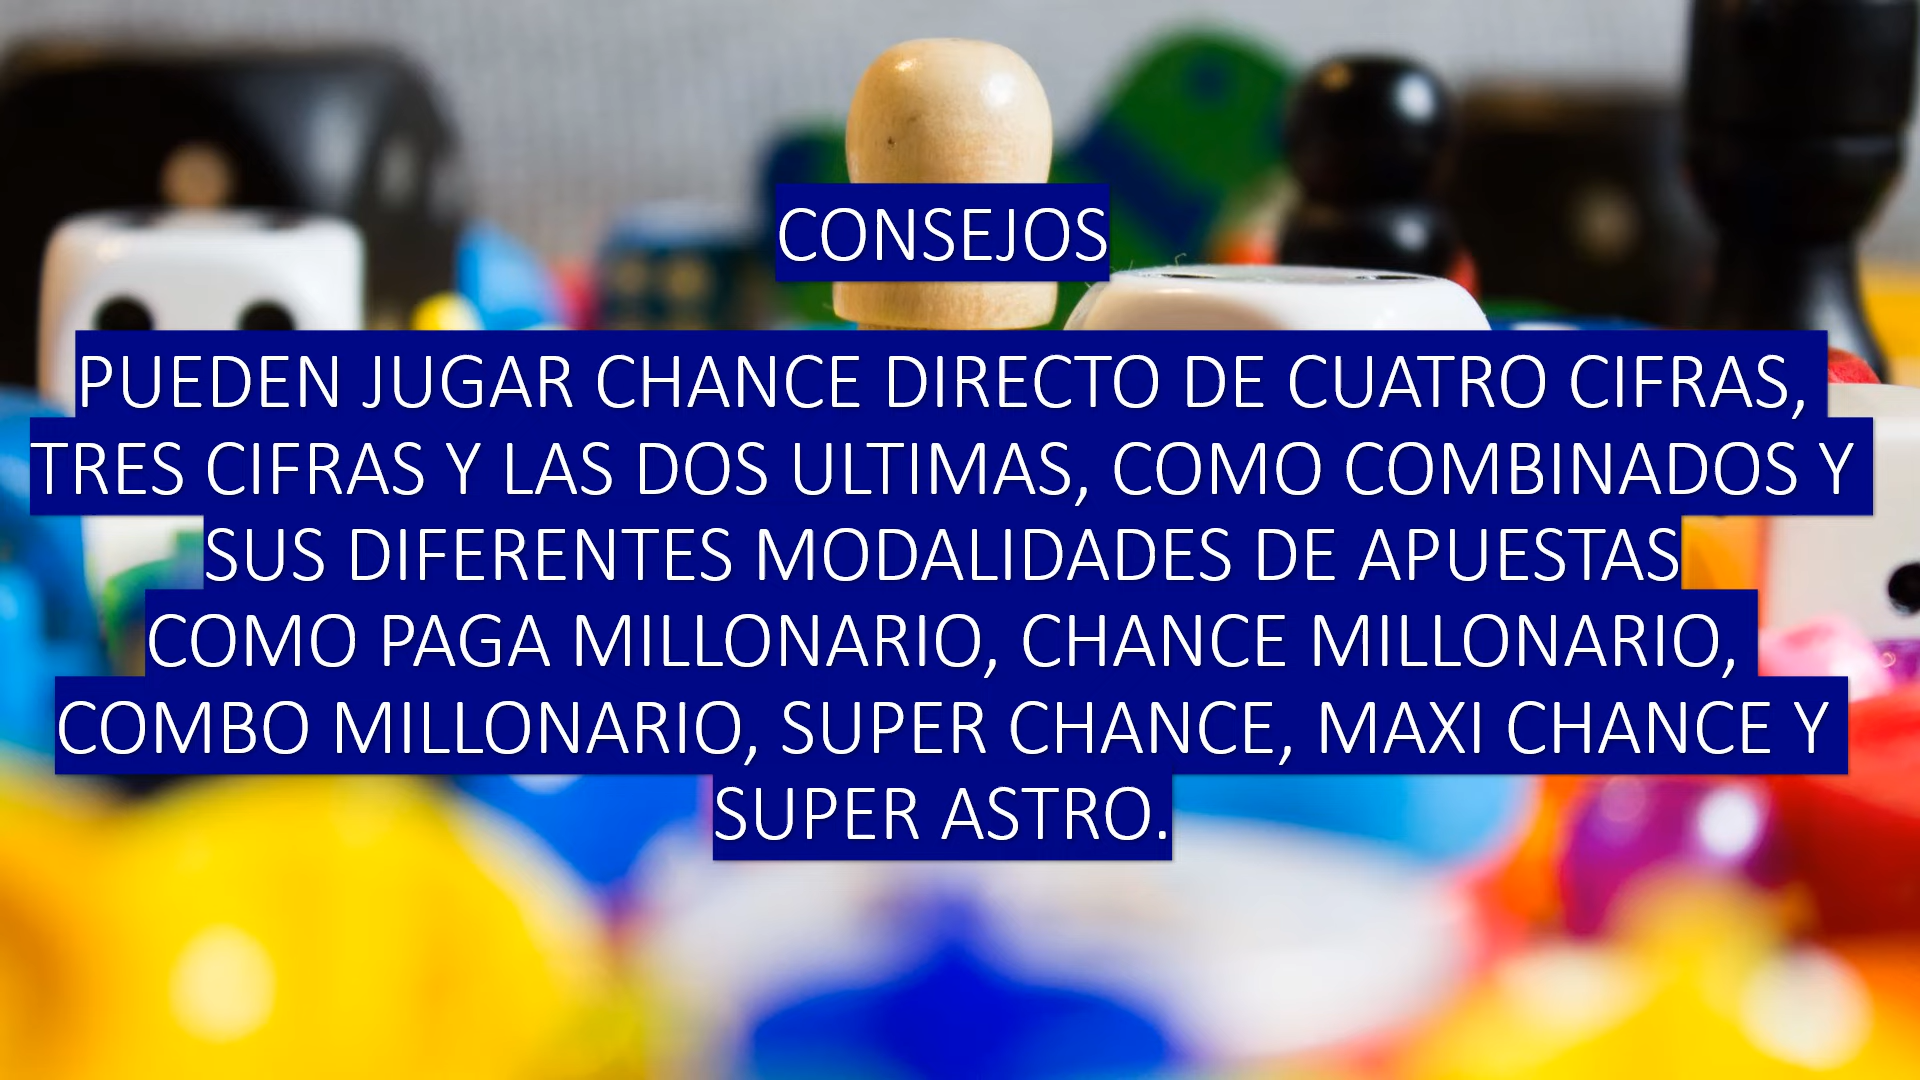 CONSEJOS
PUEDEN JUGAR CHANCE DIRECTO DE CUATRO CIFRAS,
TRES CIFRAS Y LAS DOS ULTIMAS, COMO COMBINADOS Y
SUS DIFERENTES MODALIDADES DE APUESTAS
COMO PAGA MILLONARIO, CHANCE MILLONARIO,
COMBO MILLONARIO, SUPER CHANCE, MAXI CHANCE Y
SUPER ASTRO.